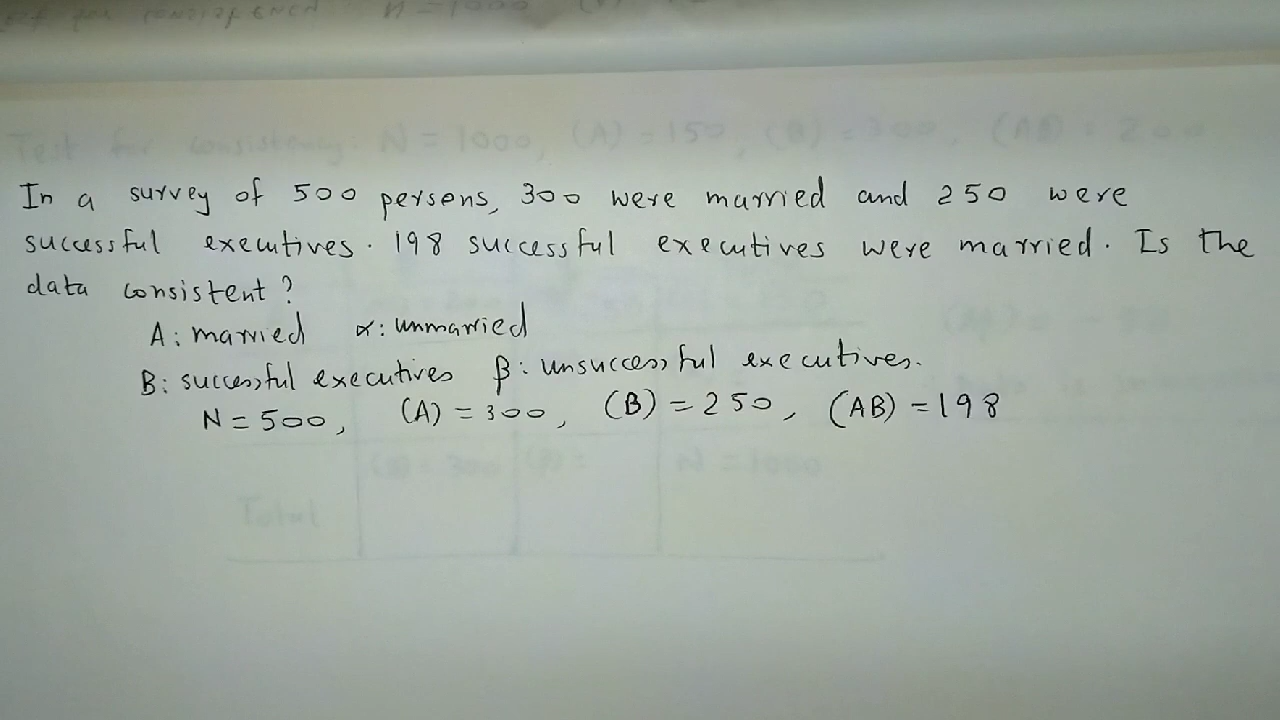 In a survey of 500 persons, 300 were married and 250 were
successful executives. 198 successful executives were married. Is the
data consistent?
A: married α: unmarried
B: successful executives β: unsuccessful executives.
N = 500, (A) = 300, (B) = 250, (AB) = 198